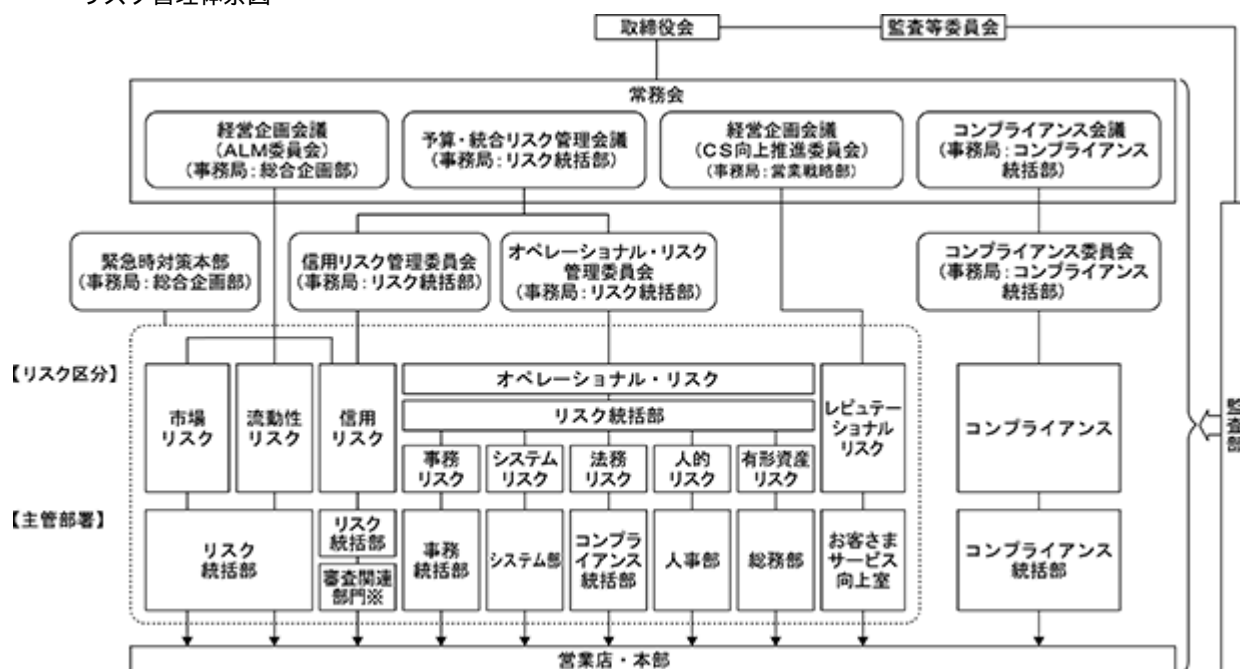 リスク管理体系図
取締役会
監査等委員会
常務会
経営企画会議
(ALM委員会)
(事務局:総合企画部)
予算・統合リスク管理会議
(事務局:リスク統括部)
経営企画会議
(CS向上推進委員会)
(事務局:営業戦略部)
コンプライアンス会議
(事務局:コンプライアンス
統括部)
緊急時対策本部
(事務局:総合企画部)
信用リスク管理委員会
(事務局:リスク統括部)
オペレーショナル・リスク
管理委員会
(事務局:リスク統括部)
コンプライアンス委員会
(事務局:コンプライアンス
統括部)
【リスク区分】
市場
リスク
流動性
リスク
信用
リスク
オペレーショナル・リスク
リスク統括部
事務
リスク
システム
リスク
法務
リスク
人的
リスク
有形資産
リスク
レピュテー
ショナル
リスク
コンプライアンス
監査部
【主管部署】
リスク
統括部
リスク
統括部
審査関連
部門※
事務
統括部
システム部
コンプラ
イアンス
統括部
人事部
総務部
お客さま
サービス
向上室
コンプライアンス
統括部
営業店・本部